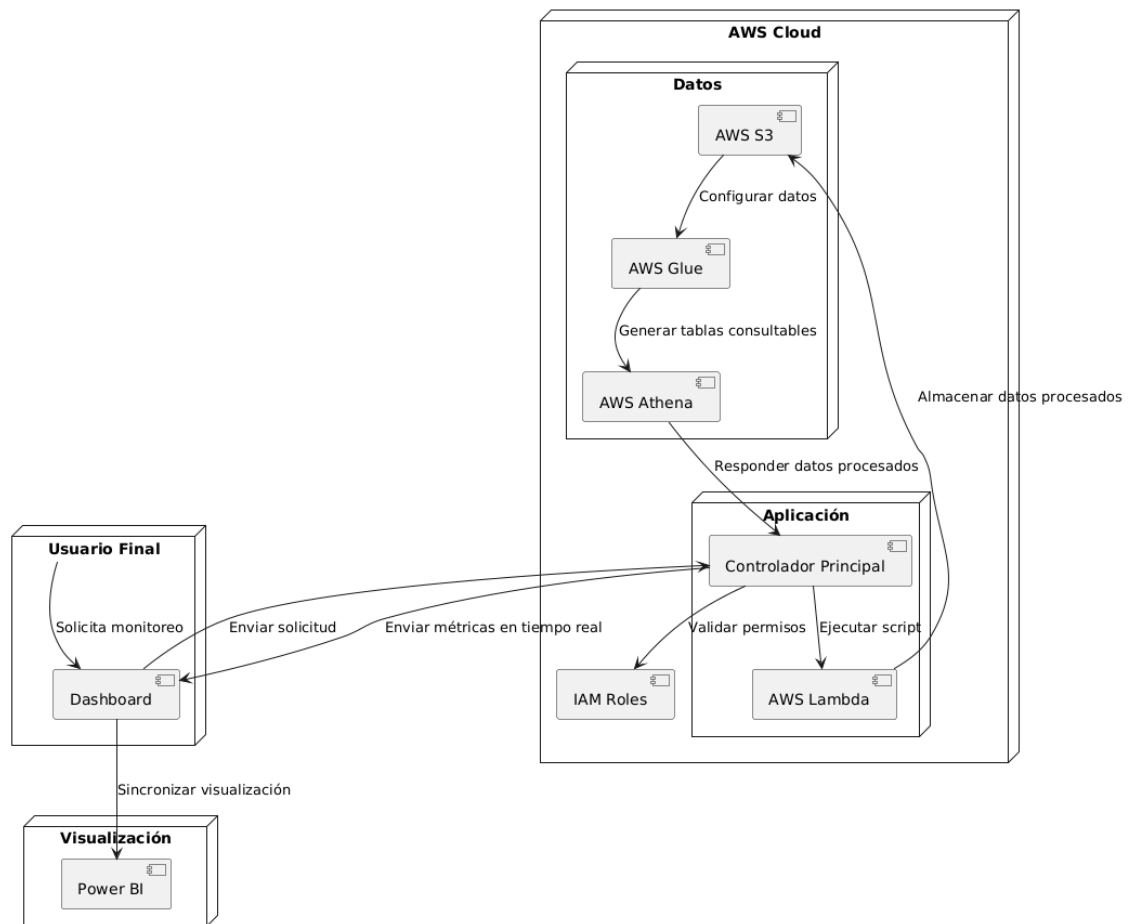 AWS Cloud
Datos
AWS S3
Configurar datos
AWS Glue
Generar tablas consultables
AWS Athena
Almacenar datos procesados
Responder datos procesados
Aplicación
Controlador Principal
Usuario Final
Solicita monitoreo
Enviar solicitud
Enviar métricas en tiempo real
Validar permisos
Ejecutar script
Dashboard
IAM Roles
AWS Lambda
Sincronizar visualización
Visualización
Power BI